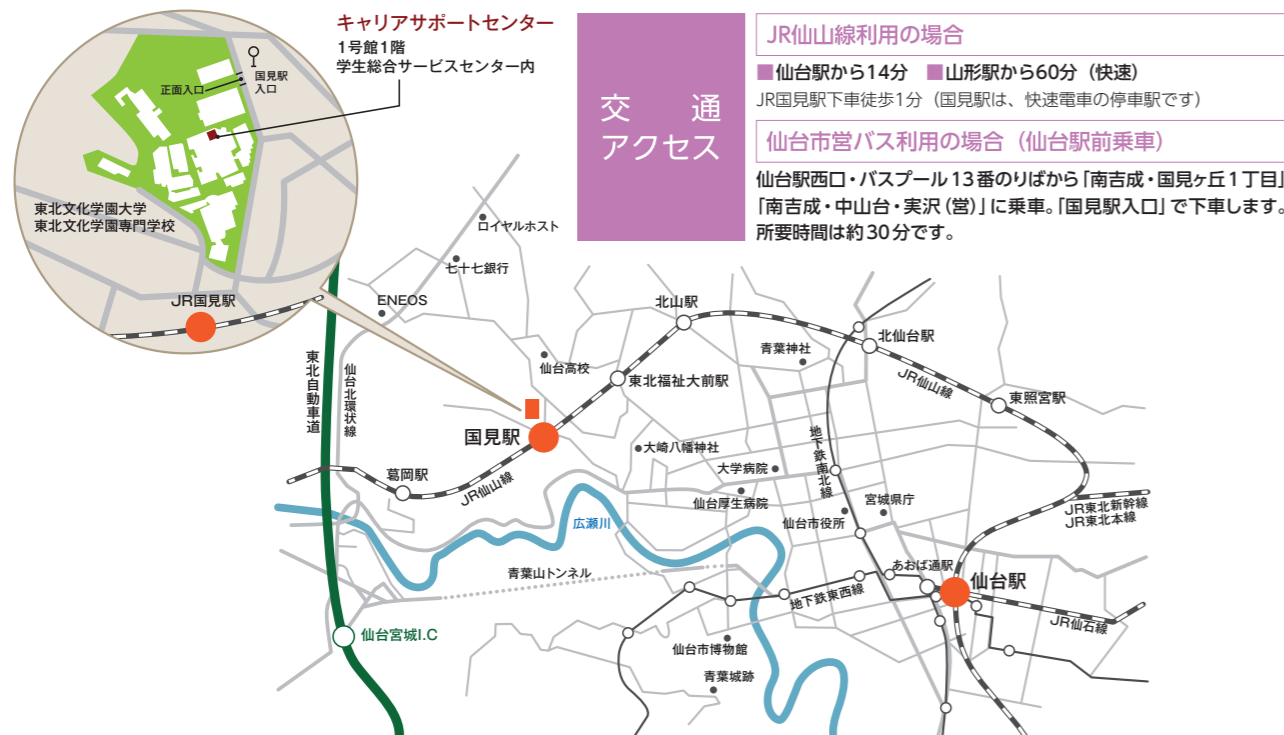 キャリアサポートセンター
1号館1階
学生総合サービスセンター内
国見駅
入口
正面入口
東北文化学園大学
東北文化学園専門学校
JR国見駅
交　通
アクセス
JR仙山線利用の場合
■仙台駅から14分　■山形駅から60分（快速）
JR国見駅下車徒歩1分（国見駅は、快速電車の停車駅です）
仙台市営バス利用の場合（仙台駅前乗車）
仙台駅西口・バスプール13番のりばから「南吉成・国見ヶ丘1丁目」
「南吉成・中山台・実沢（営）」に乗車。「国見駅入口」で下車します。
所要時間は約30分です。
ロイヤルホスト
七十七銀行
ENEOS
北山駅
北仙台駅
青葉神社
仙台高校
東北福祉大前駅
JR仙山線
東照宮駅
東北自動車道
仙台北環状線
国見駅
大崎八幡神社
地下鉄南北線
葛岡駅
JR仙山線
大学病院
仙台厚生病院
宮城県庁
仙台市役所
JR東北新幹線
JR東北本線
広瀬川
青葉山トンネル
あおば通駅
仙台駅
地下鉄東西線
JR仙石線
仙台宮城I.C
仙台市博物館
青葉城跡